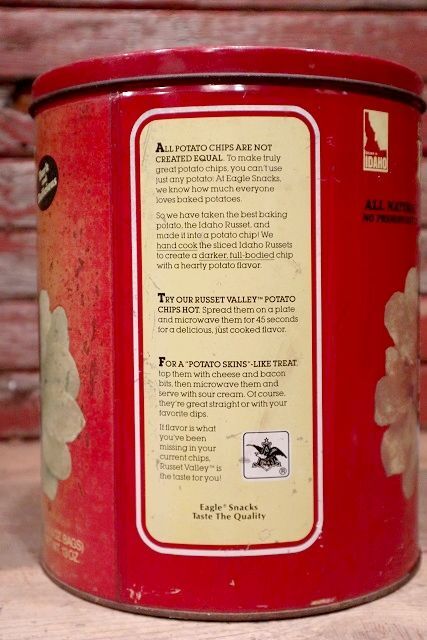 ALL POTATO CHIPS ARE NOT
CREATED EQUAL. To make truly
great potato chips, you can't use
just any potato. At Eagle Snacks,
we know how much everyone
loves baked potatoes.
So we have taken the best baking
potato, the Idaho Russet, and
made it into a potato chip! We
hand cook the sliced Idaho Russets
to create a darker, full-bodied chip
with a hearty potato flavor.
TRY OUR RUSSET VALLEY™ POTATO
CHIPS HOT. Spread them on a plate
and microwave them for 45 seconds
for a delicious, just cooked flavor.
FOR A "POTATO SKINS"-LIKE TREAT,
top them with cheese and bacon
bits, then microwave them and
serve with sour cream. Of course,
they're great straight or with your
favorite dips.
If flavor is what
you've been
missing in your
current chips,
Russet Valley™ is
the taste for you!
®
Eagle® Snacks
Taste The Quality
IDAHO
ALL
NO
OZ. BAGS)
OZ.